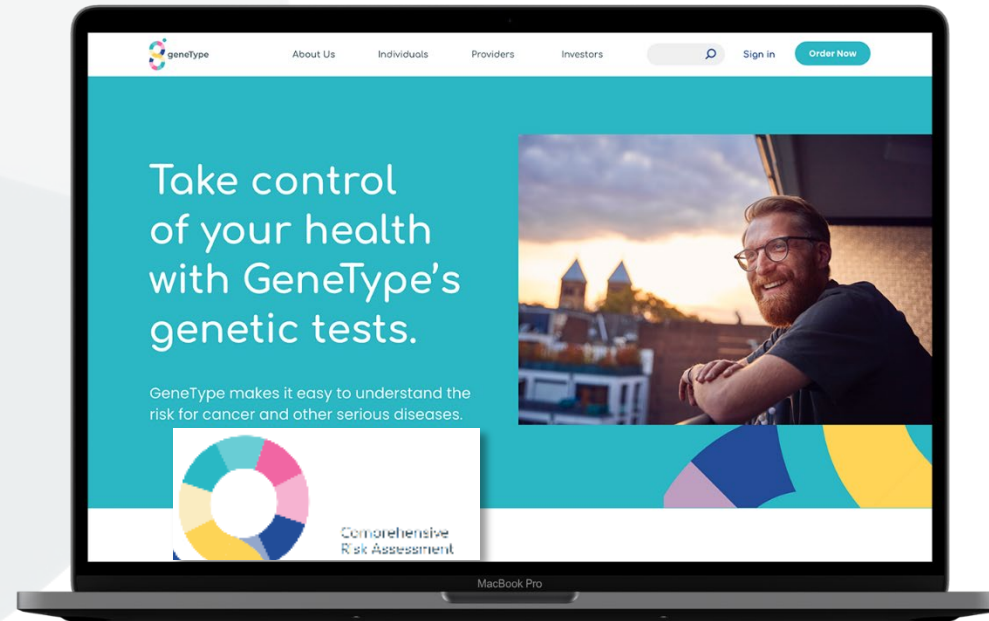 geneType
About Us
Individuals
Providers
Investors
Sign in
Order Now
Take control
of your health
with GeneType's
genetic tests.
GeneType makes it easy to understand the
risk for cancer and other serious diseases.
Comprehensive
Risk Assessment
MacBook Pro